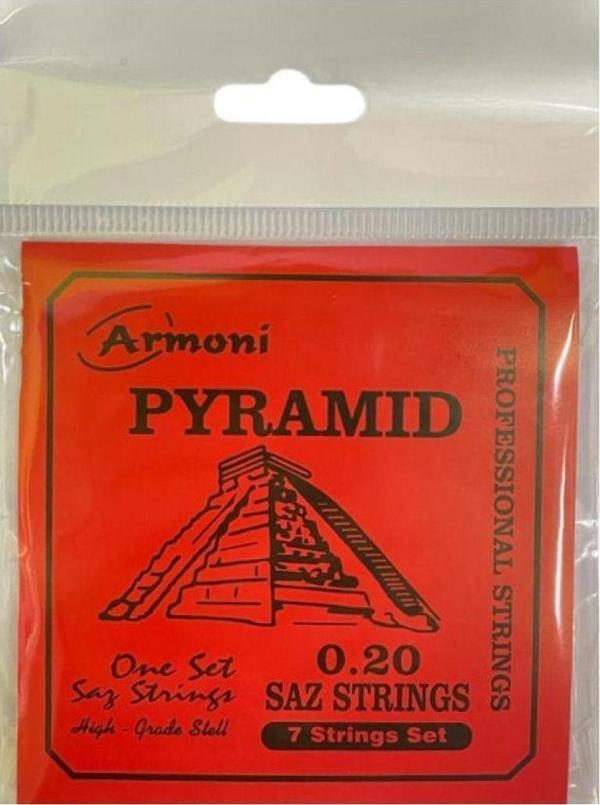 Armoni
PYRAMID
PROFESSIONAL STRINGS
One Set
Saz Strings
High - Grade Stell
0.20
SAZ STRINGS
7 Strings Set